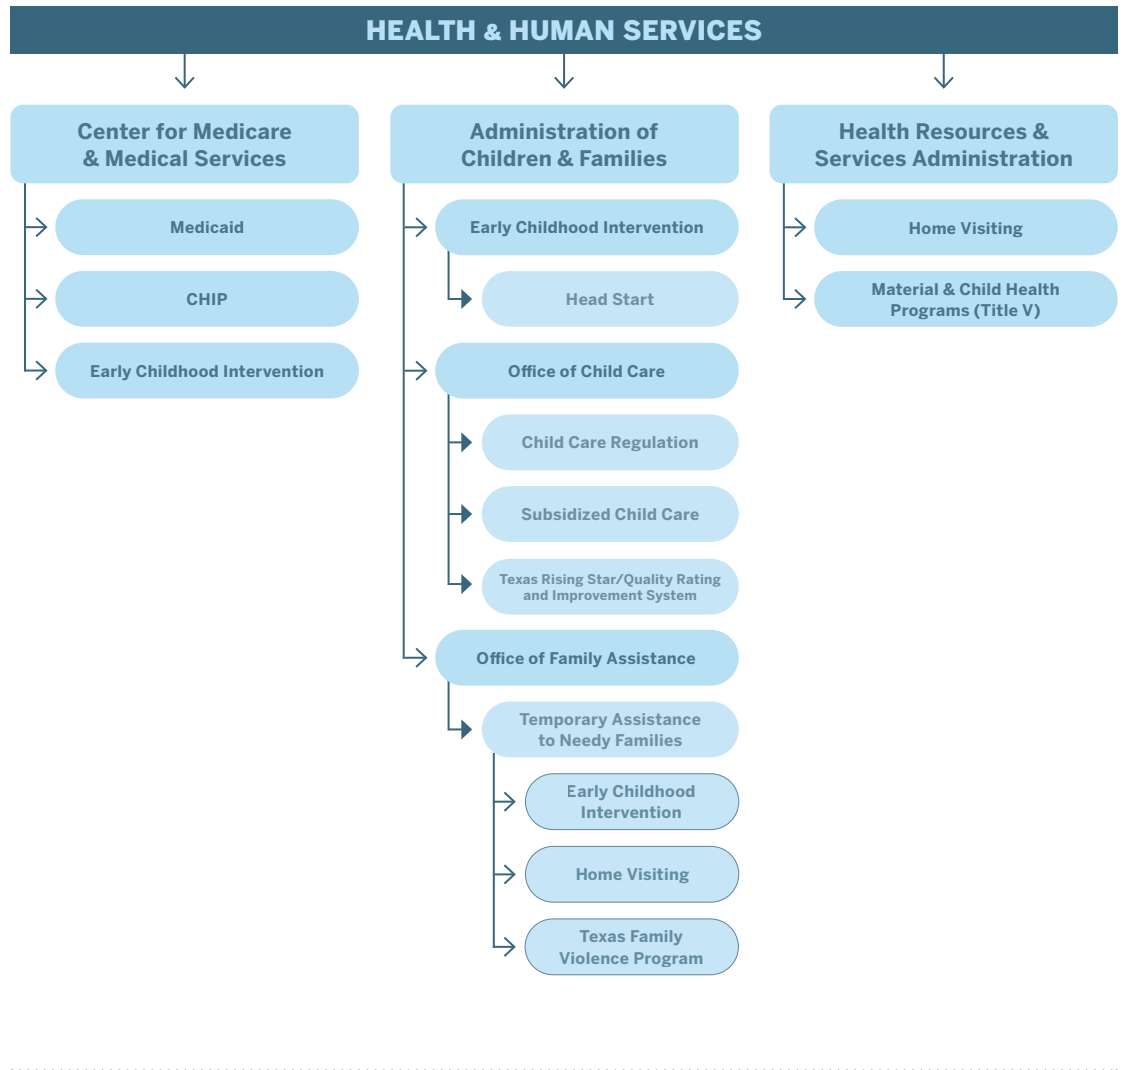 HEALTH & HUMAN SERVICES
Center for Medicare
& Medical Services
Medicaid
CHIP
Early Childhood Intervention
Administration of
Children & Families
Early Childhood Intervention
Head Start
Office of Child Care
Child Care Regulation
Subsidized Child Care
Texas Rising Star/Quality Rating
and Improvement System
Office of Family Assistance
Temporary Assistance
to Needy Families
Early Childhood
Intervention
Home Visiting
Texas Family
Violence Program
Health Resources &
Services Administration
Home Visiting
Material & Child Health
Programs (Title V)